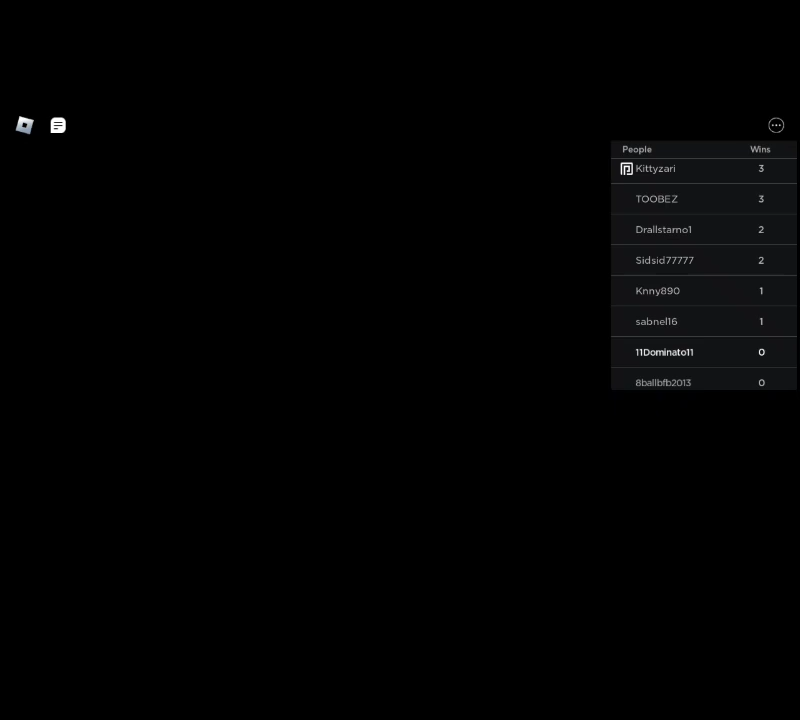 People Wins
Kittyzari 3
TOOBEZ 3
Drallstarno1 2
Sidsid77777 2
Knny890 1
sabnel16 1
11Dominato11 0
8ballbfb2013 0